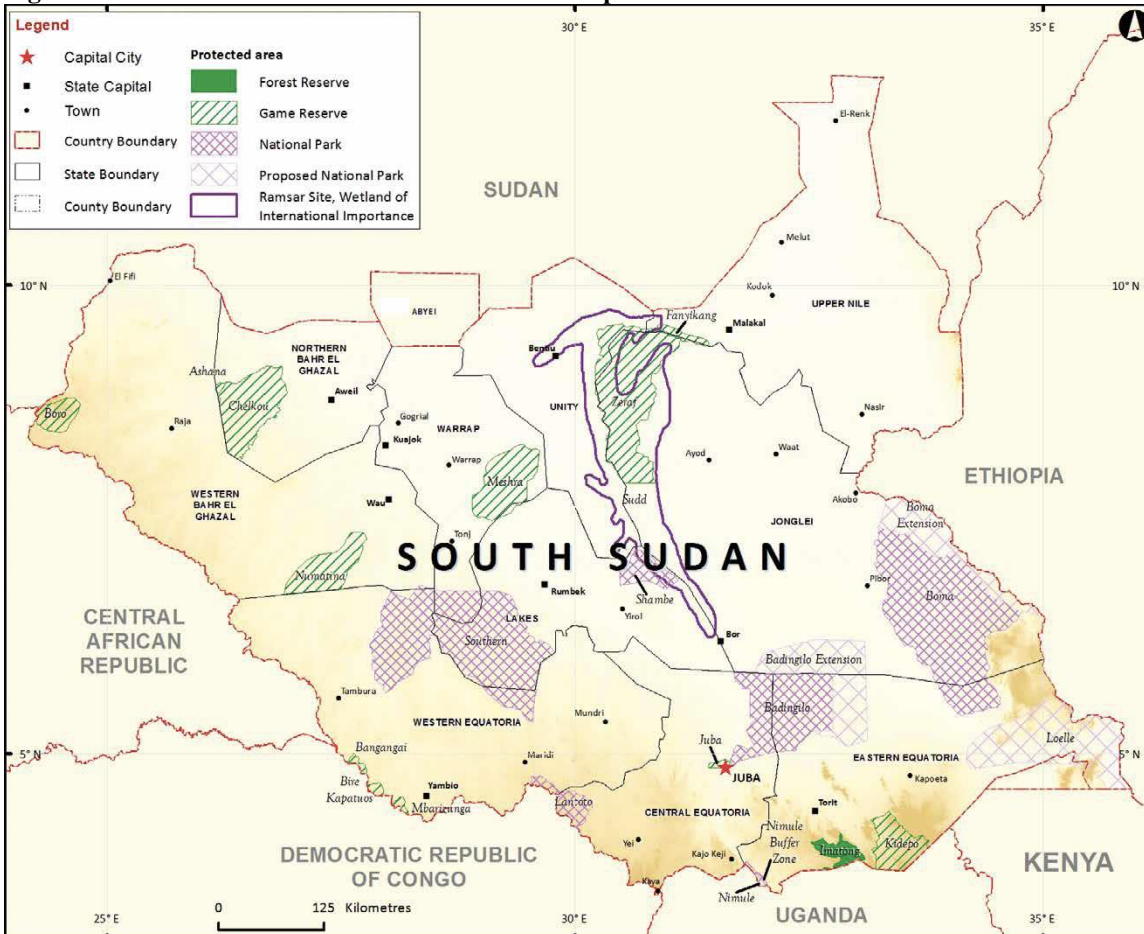 Legend
Capital City
State Capital
Town
Country Boundary
State Boundary
County Boundary
Protected area
Forest Reserve
Game Reserve
National Park
Proposed National Park
Ramsar Site, Wetland of
International Importance
30° E
35° E
El-Renk
SUDAN
Melut
El Fifi
10° N
10° N
Kodok
UPPER NILE
ABYEI
Fanyikang
Malakal
NORTHERN
BAHR EL
GHAZAL
Bentiu
Ashana
Aweil
Chelkou
UNITY
Zeraf
Boro
Raja
Gogrial
WARRAP
Nasir
Kuajok
Warrap
Ayod
Waat
ETHIOPIA
Meshra
WESTERN
BAHR EL
GHAZAL
Wau
Sudd
Akobo
JONGLEI
Boma
Extension
Tonj
SOUTH SUDAN
Numatina
Rumbek
Shambe
Pibor
Boma
CENTRAL
AFRICAN
REPUBLIC
LAKES
Yirol
Southern
Bor
Badingilo Extension
Tambura
Badingilo
WESTERN EQUATORIA
Mundri
Loelle
Juba
5° N
5° N
Bangangai
Maridi
EASTERN EQUATORIA
JUBA
Kapoeta
Bire
Kapatuos
Yambio
Mbarizunga
Lantoto
CENTRAL EQUATORIA
Torit
Nimule
Buffer
Zone
Yei
Imatong
Kidepo
DEMOCRATIC REPUBLIC
OF CONGO
Kajo Keji
KENYA
Kaya
Nimule
UGANDA
0 125 Kilometres
25° E
30° E
35° E